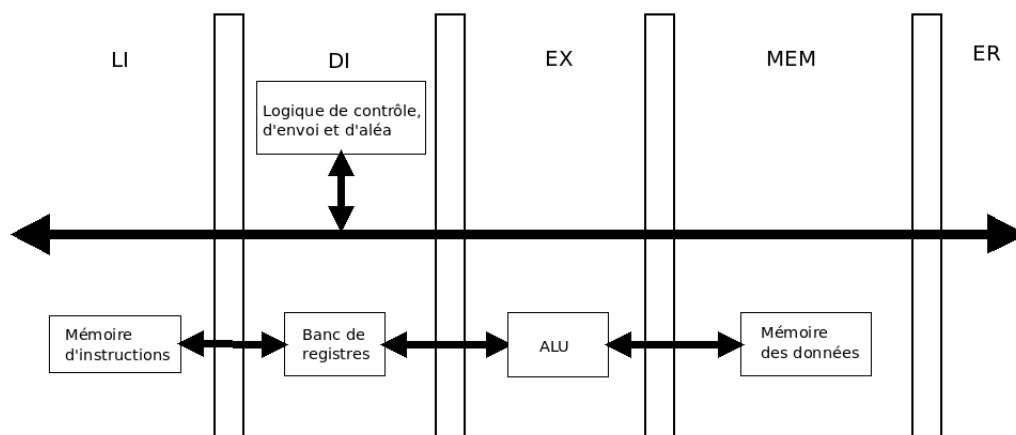 LI
DI
EX
MEM
ER
Logique de contrôle,
d'envoi et d'aléa
Mémoire
d'instructions
Banc de
registres
ALU
Mémoire
des données